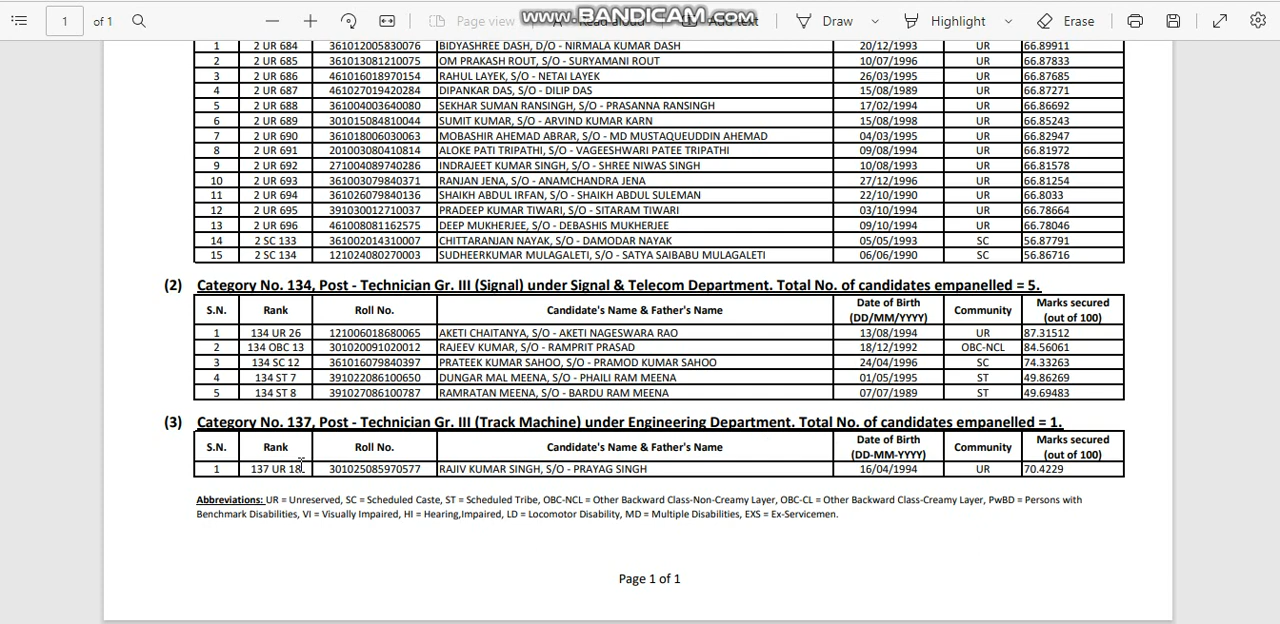 1 of 1 Page view Read aloud Add text Draw Highlight Erase
www.BANDICAM.com
1 2 UR 684 361012005830076 BIDYASHREE DASH, D/O - NIRMALA KUMAR DASH 20/12/1993 UR 66.89911
2 2 UR 685 361013081210075 OM PRAKASH ROUT, S/O - SURYAMANI ROUT 10/07/1996 UR 66.87833
3 2 UR 686 461016018970154 RAHUL LAYEK, S/O - NETAI LAYEK 26/03/1995 UR 66.87685
4 2 UR 687 461027019420284 DIPANKAR DAS, S/O - DILIP DAS 15/08/1989 UR 66.87271
5 2 UR 688 361004003640080 SEKHAR SUMAN RANSINGH, S/O - PRASANNA RANSINGH 17/02/1994 UR 66.86692
6 2 UR 689 301015084810044 SUMIT KUMAR, S/O - ARVIND KUMAR KARN 15/08/1998 UR 66.85243
7 2 UR 690 361018006030063 MOBASHIR AHEMAD ABRAR, S/O - MD MUSTAQUEUDDIN AHEMAD 04/03/1995 UR 66.82947
8 2 UR 691 201003080410814 ALOKE PATI TRIPATHI, S/O - VAGEESHWARI PATEE TRIPATHI 09/08/1994 UR 66.81972
9 2 UR 692 271004089740286 INDRAJEET KUMAR SINGH, S/O - SHREE NIWAS SINGH 10/08/1993 UR 66.81578
10 2 UR 693 361003079840371 RANJAN JENA, S/O - ANAMCHANDRA JENA 27/12/1996 UR 66.81254
11 2 UR 694 361026079840136 SHAIKH ABDUL IRFAN, S/O - SHAIKH ABDUL SULEMAN 22/10/1990 UR 66.8033
12 2 UR 695 391030012710037 PRADEEP KUMAR TIWARI, S/O - SITARAM TIWARI 03/10/1994 UR 66.78664
13 2 UR 696 461008081162575 DEEP MUKHERJEE, S/O - DEBASHIS MUKHERJEE 09/10/1994 UR 66.78046
14 2 SC 133 361002014310007 CHITTARANJAN NAYAK, S/O - DAMODAR NAYAK 05/05/1993 SC 56.87791
15 2 SC 134 121024080270003 SUDHEERKUMAR MULAGALETI, S/O - SATYA SAIBABU MULAGALETI 06/06/1990 SC 56.86716
(2) Category No. 134, Post - Technician Gr. III (Signal) under Signal & Telecom Department. Total No. of candidates empanelled = 5.
S.N. Rank Roll No. Candidate's Name & Father's Name Date of Birth (DD/MM/YYYY) Community Marks secured (out of 100)
1 134 UR 26 121006018680065 AKETI CHAITANYA, S/O - AKETI NAGESWARA RAO 13/08/1994 UR 87.31512
2 134 OBC 13 301020091020012 RAJEEV KUMAR, S/O - RAMPRIT PRASAD 18/12/1992 OBC-NCL 84.56061
3 134 SC 12 361016079840397 PRATEEK KUMAR SAHOO, S/O - PRAMOD KUMAR SAHOO 24/04/1996 SC 74.33263
4 134 ST 7 391022086100650 DUNGAR MAL MEENA, S/O - PHAILI RAM MEENA 01/05/1995 ST 49.86269
5 134 ST 8 391027086100787 RAMRATAN MEENA, S/O - BARDU RAM MEENA 07/07/1989 ST 49.69483
(3) Category No. 137, Post - Technician Gr. III (Track Machine) under Engineering Department. Total No. of candidates empanelled = 1.
S.N. Rank Roll No. Candidate's Name & Father's Name Date of Birth (DD-MM-YYYY) Community Marks secured (out of 100)
1 137 UR 18 301025085970577 RAJIV KUMAR SINGH, S/O - PRAYAG SINGH 16/04/1994 UR 70.4229
Abbreviations: UR = Unreserved, SC = Scheduled Caste, ST = Scheduled Tribe, OBC-NCL = Other Backward Class-Non-Creamy Layer, OBC-CL = Other Backward Class-Creamy Layer, PwBD = Persons with
Benchmark Disabilities, VI = Visually Impaired, HI = Hearing,Impaired, LD = Locomotor Disability, MD = Multiple Disabilities, EXS = Ex-Servicemen.
Page 1 of 1